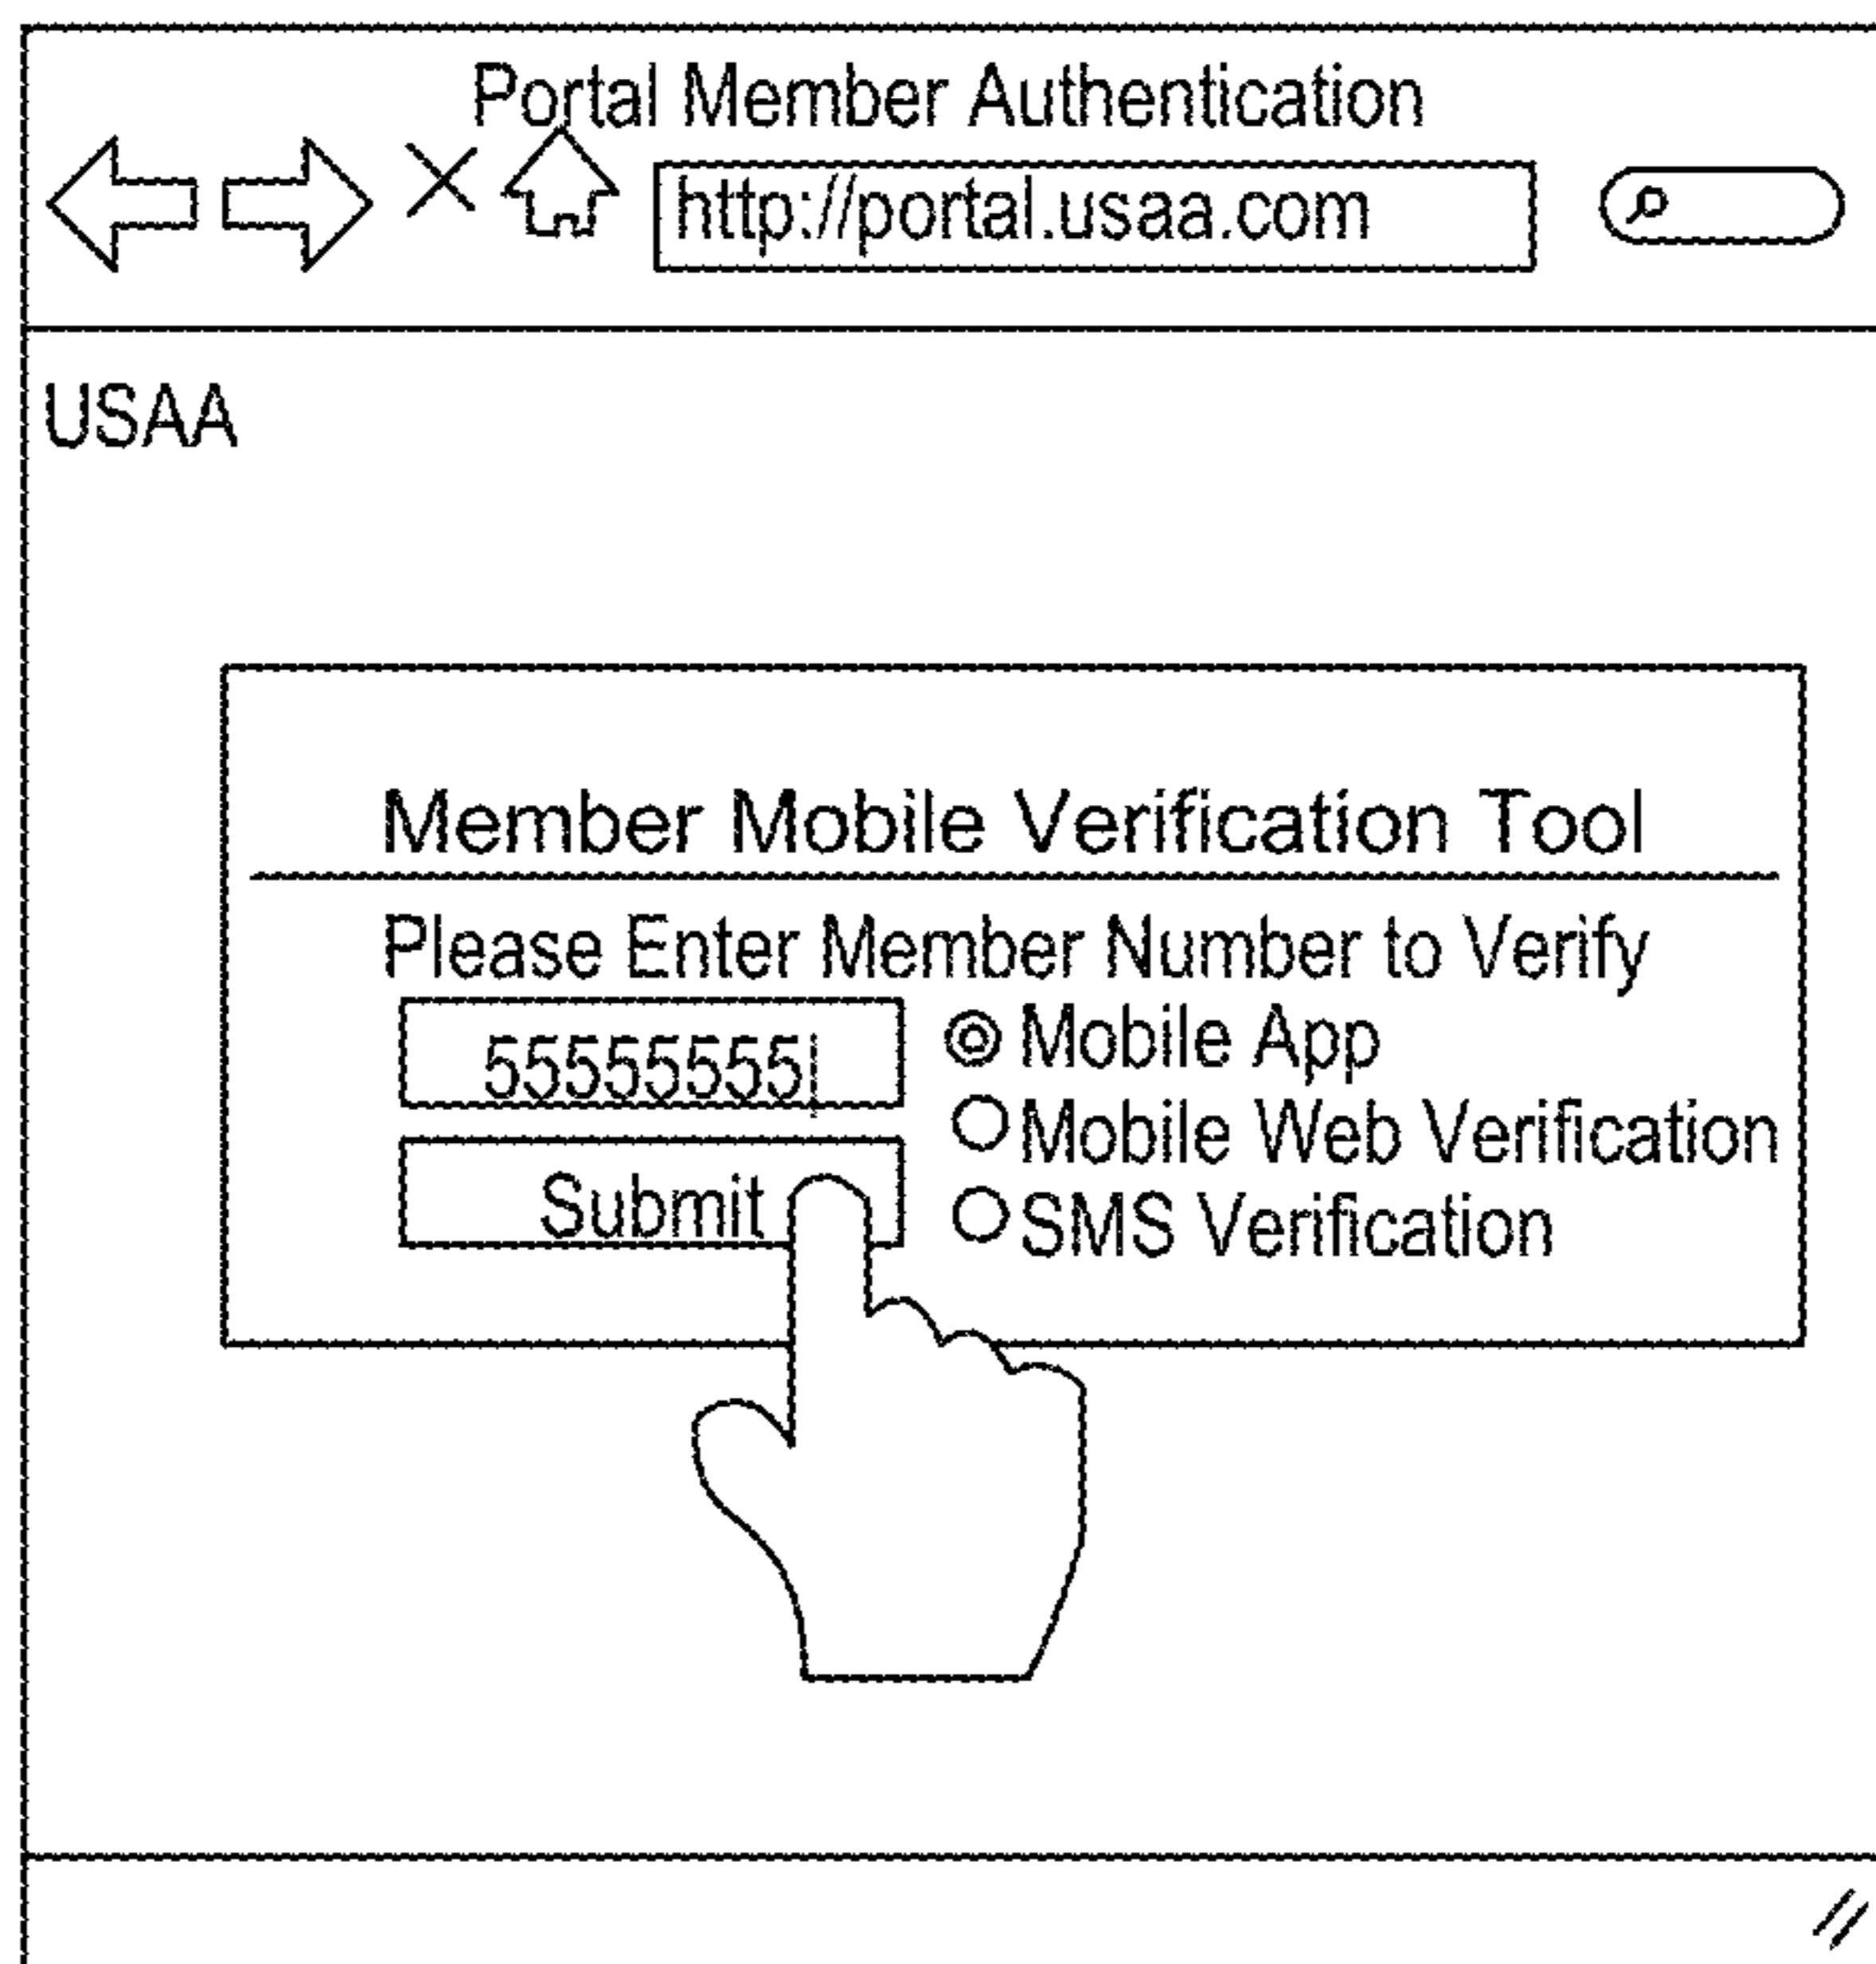 Portal Member Authentication
http://portal.usaa.com
USAA
Member Mobile Verification Tool
Please Enter Member Number to Verify
55555555
Mobile App
Mobile Web Verification
Submit
SMS Verification